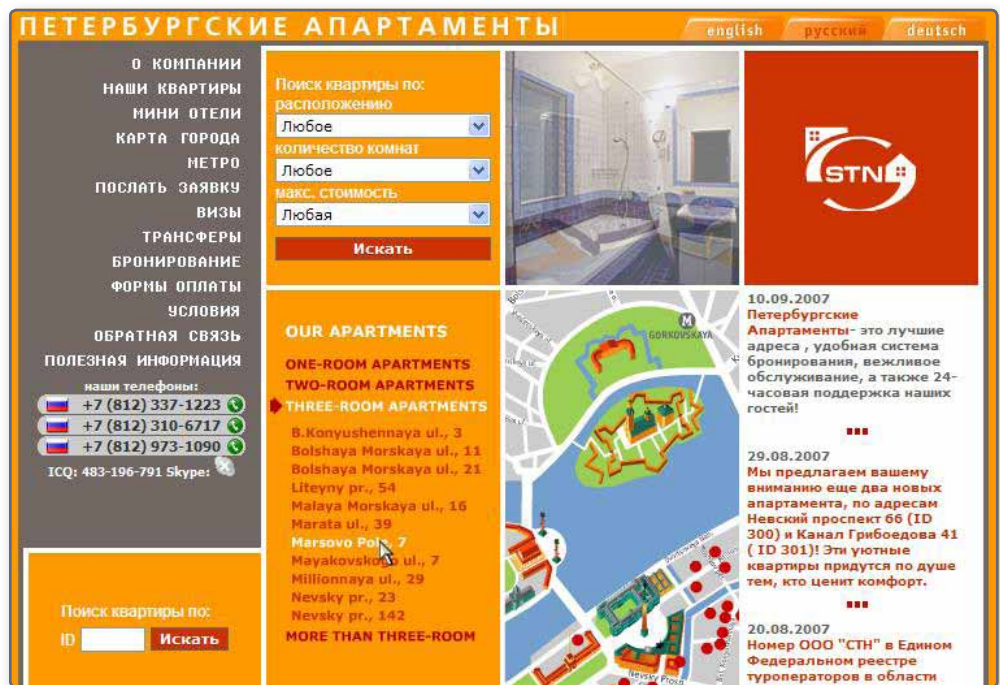 ПЕТЕРБУРГСКИЕ АПАРТАМЕНТЫ
english
русский
deutsch
О КОМПАНИИ
НАШИ КВАРТИРЫ
МИНИ ОТЕЛИ
КАРТА ГОРОДА
МЕТРО
ПОСЛАТЬ ЗАЯВКУ
ВИЗЫ
ТРАНСФЕРЫ
БРОНИРОВАНИЕ
ФОРМЫ ОПЛАТЫ
УСЛОВИЯ
ОБРАТНАЯ СВЯЗЬ
ПОЛЕЗНАЯ ИНФОРМАЦИЯ
наши телефоны:
+7 (812) 337-1223
+7 (812) 310-6717
+7 (812) 973-1090
ICQ: 483-196-791 Skype:
Поиск квартиры по:
ID
Искать
Поиск квартиры по:
расположению
Любое
количество комнат
Любое
макс. стоимость
Любая
Искать
OUR APARTMENTS
ONE-ROOM APARTMENTS
TWO-ROOM APARTMENTS
THREE-ROOM APARTMENTS
B.Konyushennaya ul., 3
Bolshaya Morskaya ul., 11
Bolshaya Morskaya ul., 21
Liteyny pr., 54
Malaya Morskaya ul., 16
Marata ul., 39
Marsovo Pole, 7
Mayakovskogo ul., 7
Millionnaya ul., 29
Nevsky pr., 23
Nevsky pr., 142
MORE THAN THREE-ROOM
M
GORKOVSKAYA
Nevsky Prosp.
STN
10.09.2007
Петербургские
Апартаменты- это лучшие
адреса , удобная система
бронирования, вежливое
обслуживание, а также 24-
часовая поддержка наших
гостей!
29.08.2007
Мы предлагаем вашему
вниманию еще два новых
апартамента, по адресам
Невский проспект 66 (ID
300) и Канал Грибоедова 41
( ID 301)! Эти уютные
квартиры придутся по душе
тем, кто ценит комфорт.
20.08.2007
Номер ООО "СТН" в Едином
Федеральном реестре
туроператоров в области